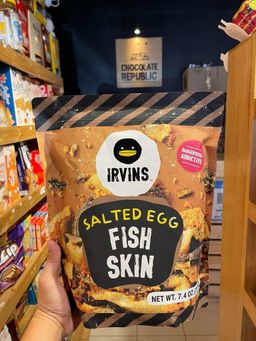 CHOCOLATE
REPUBLIC
IRVINS
DANGEROUSLY
ADDICTIVE
SALTED EGG
FISH
SKIN
NET WT. 7.4 OZ